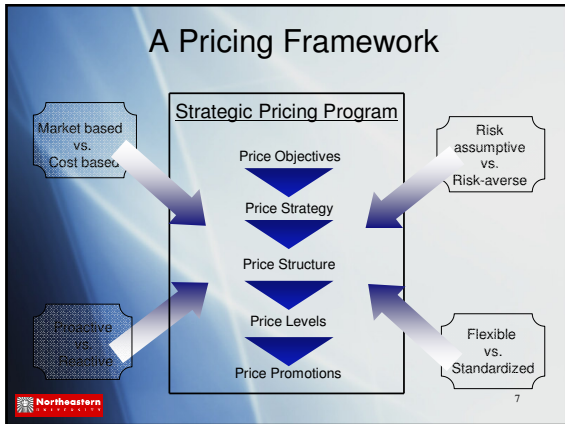 A Pricing Framework
Strategic Pricing Program
Market based
vs.
Cost based
Risk
assumptive
vs.
Risk-averse
Price Objectives
Price Strategy
Price Structure
Price Levels
Price Promotions
Proactive
vs.
Reactive
Flexible
vs.
Standardized
Northeastern
UNIVERSITY
7